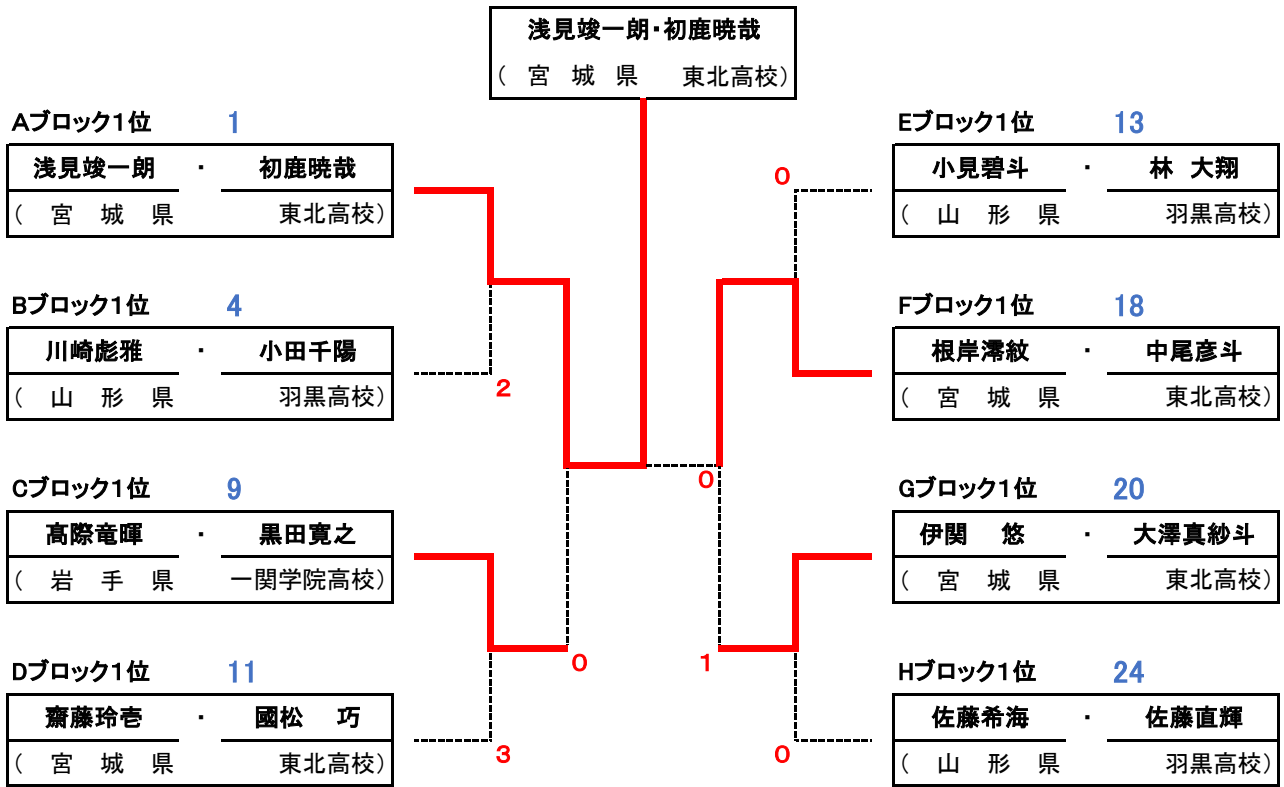 浅見竣一朗・初鹿暁哉
( 宮 城 県 東北高校)
Aブロック1位 1
浅見竣一朗 ・ 初鹿暁哉
( 宮 城 県 東北高校)
Bブロック1位 4
川崎彪雅 ・ 小田千陽
( 山 形 県 羽黒高校)
2
Cブロック1位 9
髙際竜暉 ・ 黒田寛之
( 岩 手 県 一関学院高校)
0
Dブロック1位 11
齋藤玲壱 ・ 國松 巧
( 宮 城 県 東北高校)
3
Eブロック1位 13
0
小見碧斗 ・ 林 大翔
( 山 形 県 羽黒高校)
Fブロック1位 18
根岸澪紋 ・ 中尾彦斗
( 宮 城 県 東北高校)
0
Gブロック1位 20
伊関 悠 ・ 大澤真紗斗
( 宮 城 県 東北高校)
1
Hブロック1位 24
佐藤希海 ・ 佐藤直輝
( 山 形 県 羽黒高校)
0